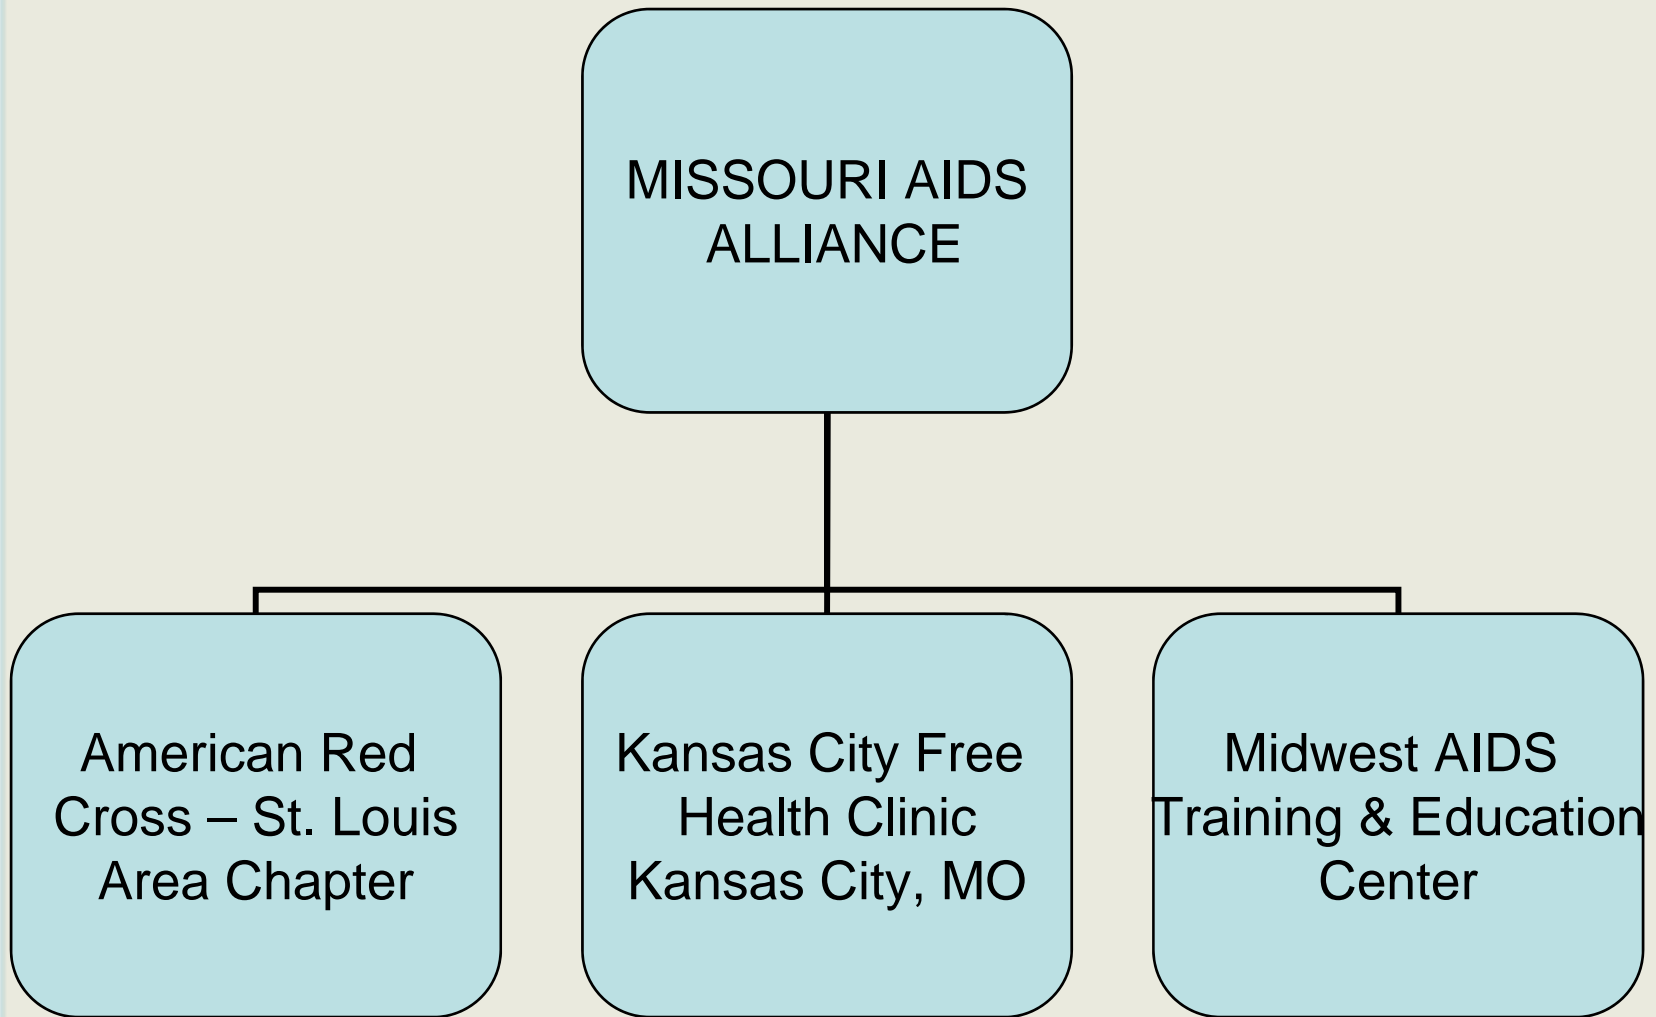 MISSOURI AIDS
ALLIANCE
American Red
Cross – St. Louis
Area Chapter
Kansas City Free
Health Clinic
Kansas City, MO
Midwest AIDS
Training & Education
Center